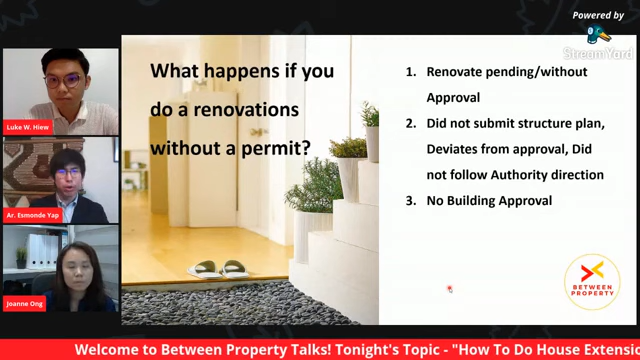 Powered by
StreamYard
What happens if you
do a renovations
without a permit?
1. Renovate pending/without
Approval
2. Did not submit structure plan,
Deviates from approval, Did
not follow Authority direction
3. No Building Approval
Luke W. Hiew
Ar. Esmonde Yap
Joanne Ong
BETWEEN
PROPERTY
Welcome to Between Property Talks! Tonight's Topic - "How To Do House Extensio